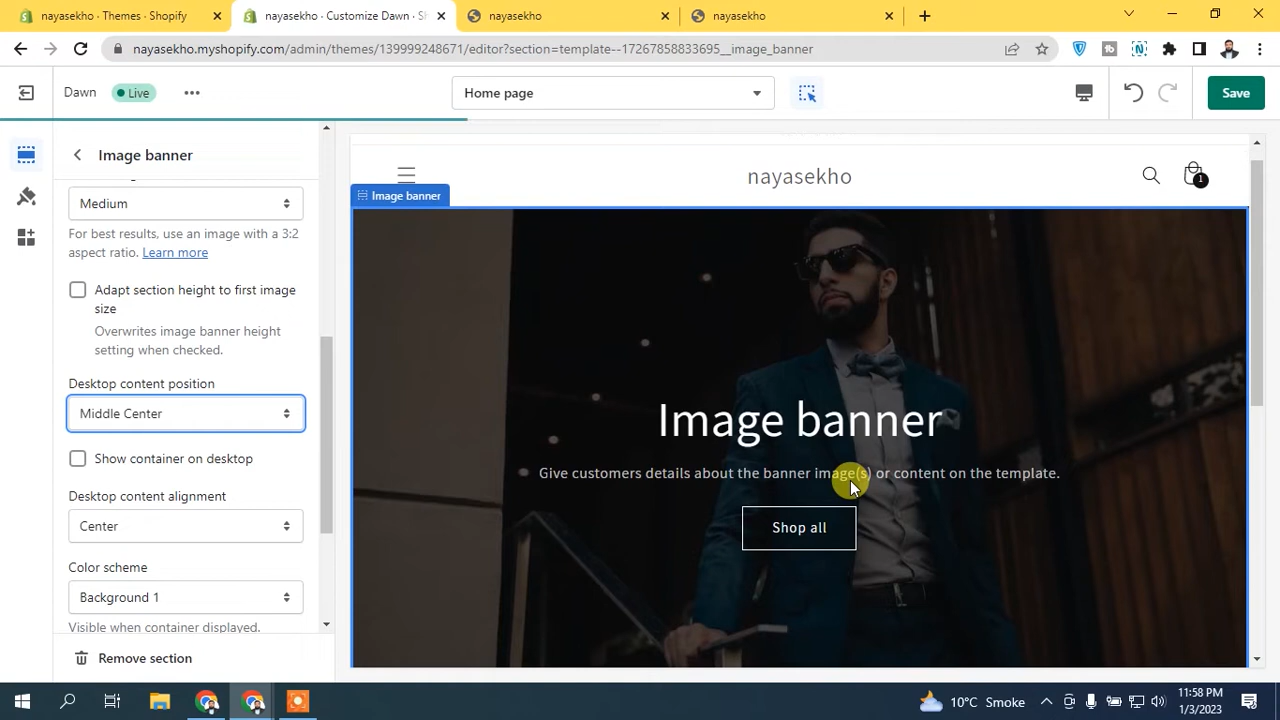 nayasekho · Themes · Shopify
nayasekho · Customize Dawn · Sh
nayasekho
nayasekho
nayasekho.myshopify.com/admin/themes/139999248671/editor?section=template--17267858833695__image_banner
Dawn
Live
Home page
Save
Image banner
Medium
For best results, use an image with a 3:2
aspect ratio. Learn more
Adapt section height to first image
size
Overwrites image banner height
setting when checked.
Desktop content position
Middle Center
Show container on desktop
Desktop content alignment
Center
Color scheme
Background 1
Visible when container displayed.
Remove section
nayasekho
1
Image banner
Image banner
Give customers details about the banner image(s) or content on the template.
Shop all
10°C Smoke
11:58 PM
1/3/2023